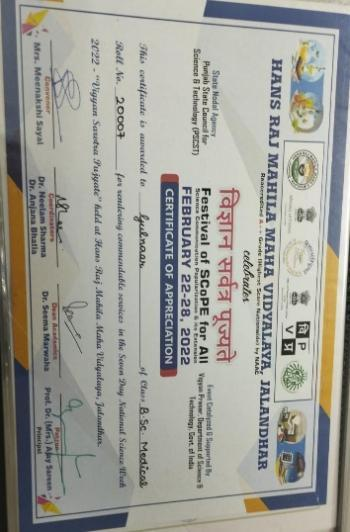 HANS RAJ MAHILA MAHA VIDYALAYA, JALANDHAR
Reaccredited A++ Grade (Highest Score Nationwide) by NAAC
celebrates
विज्ञान सर्वत्र पूज्यते
Festival of SCoPE for All
FEBRUARY 22-28, 2022
CERTIFICATE OF APPRECIATION
State Nodal Agency
Punjab State Council for
Science & Technology (PSCST)
Event Catalyzed & Supported By
Vigyan Prasar, Department of Science &
Technology, Govt. of India
This certificate is awarded to Gulnaar of Class B.Sc. Medical
Roll No. 20007 for rendering commendable services in the Seven Day National Science Week
2022 - "Vigyan Sarvatra Pujyate" held at Hans Raj Mahila Maha Vidyalaya, Jalandhar.
Convener
Mrs. Meenakshi Sayal
Coordinators
Dr. Neelam Sharma
Dr. Anjana Bhatia
Dean Academics
Dr. Seema Marwaha
Patron
Prof. Dr. (Mrs.) Ajay Sareen
Principal